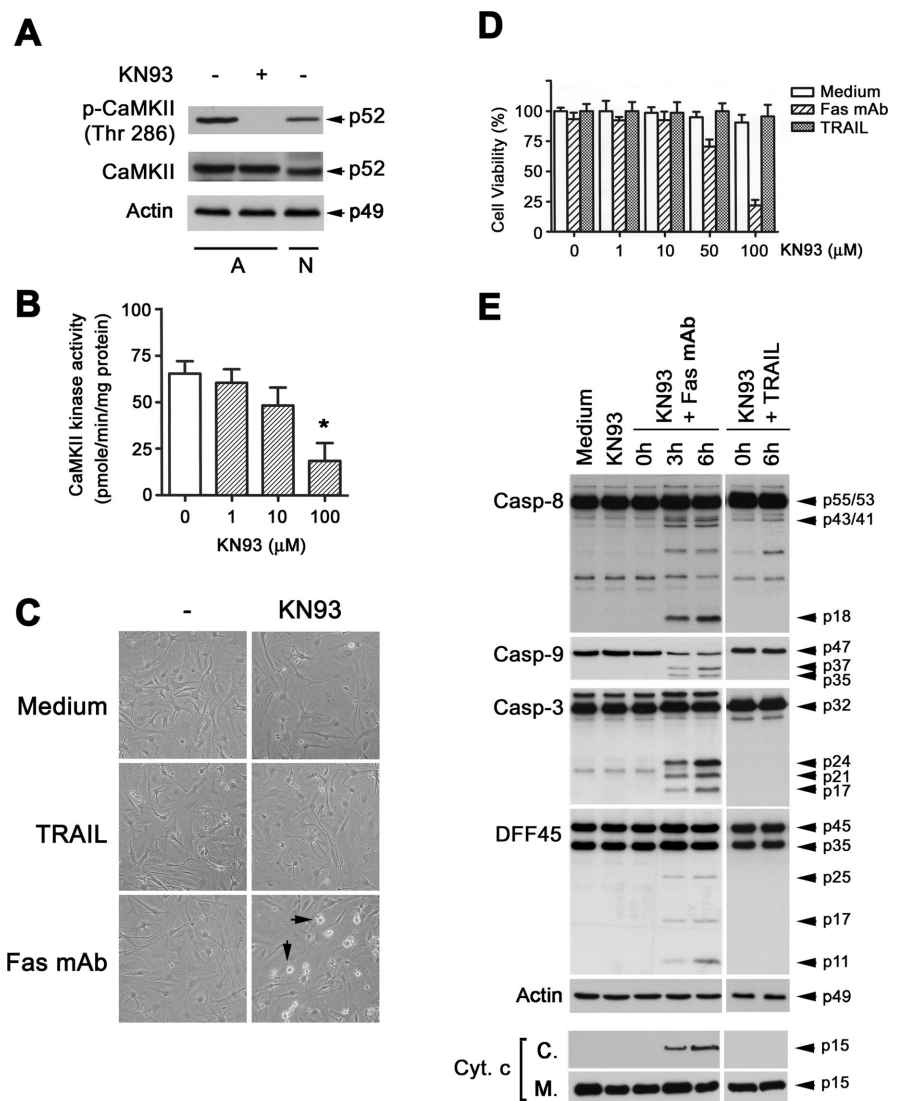 A
KN93 - + -
p-CaMKII
(Thr 286)
p52
CaMKII
p52
Actin
p49
A N
B
CaMKII kinase activity
(pmole/min/mg protein)
100
75
50
25
0
*
0 1 10 100
KN93 (μM)
C
- KN93
Medium
TRAIL
Fas mAb
D
Cell Viability (%)
100
75
50
25
0
Medium
Fas mAb
TRAIL
0 1 10 50 100 KN93 (μM)
E
Medium
KN93
KN93
+ Fas mAb
0h 3h 6h
KN93
+ TRAIL
0h 6h
Casp-8
p55/53
p43/41
p18
Casp-9
p47
p37
p35
Casp-3
p32
p24
p21
p17
DFF45
p45
p35
p25
p17
p11
Actin
p49
Cyt. c
C.
p15
M.
p15